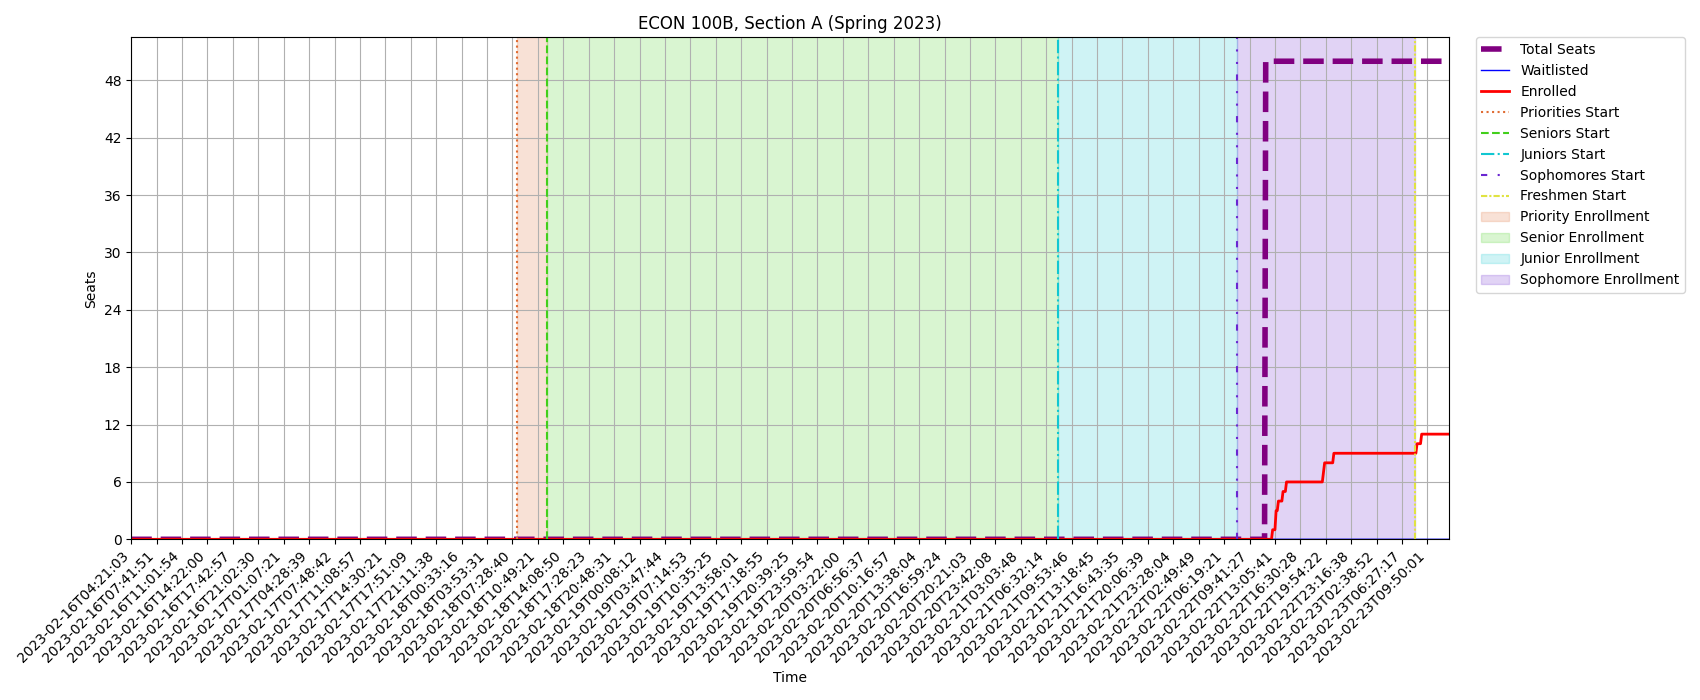 ECON 100B, Section A (Spring 2023)
Seats
48
42
36
30
24
18
12
6
0
2023-02-16T04:21:03
2023-02-16T07:41:51
2023-02-16T11:01:54
2023-02-16T14:22:00
2023-02-16T17:42:57
2023-02-16T21:02:30
2023-02-17T01:07:21
2023-02-17T04:28:39
2023-02-17T07:48:42
2023-02-17T11:08:57
2023-02-17T14:30:21
2023-02-17T17:51:09
2023-02-17T21:11:38
2023-02-18T00:33:16
2023-02-18T03:53:31
2023-02-18T07:28:40
2023-02-18T10:49:21
2023-02-18T14:08:50
2023-02-18T17:28:23
2023-02-18T20:48:31
2023-02-19T00:08:12
2023-02-19T03:47:44
2023-02-19T07:14:53
2023-02-19T10:35:25
2023-02-19T13:58:01
2023-02-19T17:18:55
2023-02-19T20:39:25
2023-02-19T23:59:54
2023-02-20T03:22:00
2023-02-20T06:56:37
2023-02-20T10:16:57
2023-02-20T13:38:04
2023-02-20T16:59:24
2023-02-20T20:21:03
2023-02-20T23:42:08
2023-02-21T03:03:48
2023-02-21T06:32:14
2023-02-21T09:53:46
2023-02-21T13:18:45
2023-02-21T16:43:35
2023-02-21T20:06:39
2023-02-21T23:28:04
2023-02-22T02:49:49
2023-02-22T06:19:21
2023-02-22T09:41:27
2023-02-22T13:05:41
2023-02-22T16:30:28
2023-02-22T19:54:22
2023-02-22T23:16:38
2023-02-23T02:38:52
2023-02-23T06:27:17
2023-02-23T09:50:01
Time
Total Seats
Waitlisted
Enrolled
Priorities Start
Seniors Start
Juniors Start
Sophomores Start
Freshmen Start
Priority Enrollment
Senior Enrollment
Junior Enrollment
Sophomore Enrollment